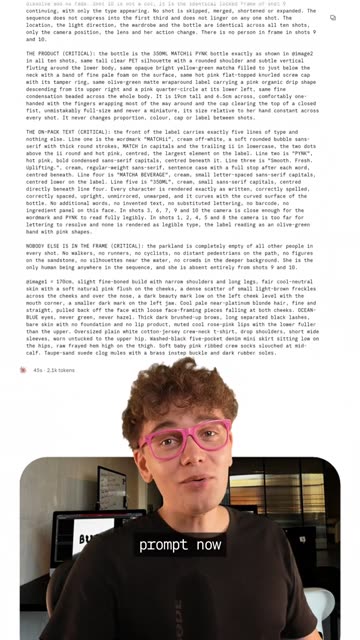 likewise has no name. Shot 10 is not a cut, it is the identical locked frame of shot 9
continuing, with only the type appearing. No shot is skipped, merged, shortened or expanded. The
sequence does not compress into the first third and does not linger on any one shot. The
location, the light direction, the wardrobe and the bottle are identical across all ten shots,
only the camera position, the lens and her action change. There is no person in frame in shots 9
and 10.
THE PRODUCT (CRITICAL): the bottle is the 350ML MATCHii PYNK bottle exactly as shown in @image2
in all ten shots, same tall clear PET silhouette with a rounded shoulder and subtle vertical
fluting around the lower body, same opaque bright yellow-green matcha filled to just below the
neck with a band of fine pale foam on the surface, same hot pink flat-topped knurled screw cap
with its tamper ring, same olive-green matte wraparound label carrying a pink organic drip shape
descending from its upper right and a pink quarter-circle at its lower left, same fine
condensation beaded across the whole body. It is 19cm tall and 6.5cm across, comfortably one-
handed with the fingers wrapping most of the way around and the cap clearing the top of a closed
fist, unmistakably full-size and never a miniature, its size relative to her hand constant across
every shot. It never changes proportion, colour, cap or label between shots.
THE ON-PACK TEXT (CRITICAL): the front of the label carries exactly five lines of type and
nothing else. Line one is the wordmark "MATCHii", cream off-white, a soft rounded bubble sans-
serif with thick round strokes, MATCH in capitals and the trailing ii in lowercase, the two dots
above the ii round and hot pink, centred, the largest element on the label. Line two is "PYNK",
hot pink, bold condensed sans-serif capitals, centred beneath it. Line three is "Smooth. Fresh.
Uplifting.", cream, regular-weight sans-serif, sentence case with a full stop after each word,
centred beneath. Line four is "MATCHA BEVERAGE", cream, small letter-spaced sans-serif capitals,
centred lower on the label. Line five is "350ML", cream, small sans-serif capitals, centred
directly beneath line four. Every character is rendered exactly as written, correctly spelled,
correctly spaced, upright, unmirrored, unwarped, and it curves with the curved surface of the
bottle. No additional words, no invented text, no substituted lettering, no barcode, no
ingredient panel on this face. In shots 3, 6, 7, 9 and 10 the camera is close enough for the
wordmark and PYNK to read fully legibly. In shots 1, 2, 4, 5 and 8 the camera is too far for
lettering to resolve and none is rendered as legible type, the label reading as an olive-green
band with pink shapes.
NOBODY ELSE IS IN THE FRAME (CRITICAL): the parkland is completely empty of all other people in
every shot. No walkers, no runners, no cyclists, no distant pedestrians on the path, no figures
on the sandstone, no silhouettes near the water, no crowds in the deeper background. She is the
only human being anywhere in the sequence, and she is absent entirely from shots 9 and 10.
@image1 = 170cm, slight fine-boned build with narrow shoulders and long legs, fair cool-neutral
skin with a soft natural pink flush on the cheeks, a dense scatter of small light-brown freckles
across the cheeks and over the nose, a dark beauty mark low on the left cheek level with the
mouth corner, a smaller dark mark on the left jaw. Cool pale near-platinum blonde hair, fine and
straight, pulled back off the face with loose face-framing pieces falling at both cheeks. OCEAN-
BLUE eyes, never green, never hazel. Thick dark brushed-up brows, long separated black lashes,
bare skin with no foundation and no lip product, muted cool rose-pink lips with the lower fuller
than the upper. Oversized plain white cotton-jersey crew-neck t-shirt, drop shoulders, short wide
sleeves, worn untucked to the upper hip. Washed-black five-pocket denim mini skirt sitting low on
the hips, raw frayed hem high on the thigh. Soft baby pink ribbed crew socks slouched at mid-
calf. Taupe-sand suede clog mules with a brass instep buckle and dark rubber soles.
45s · 2.1k tokens
prompt now